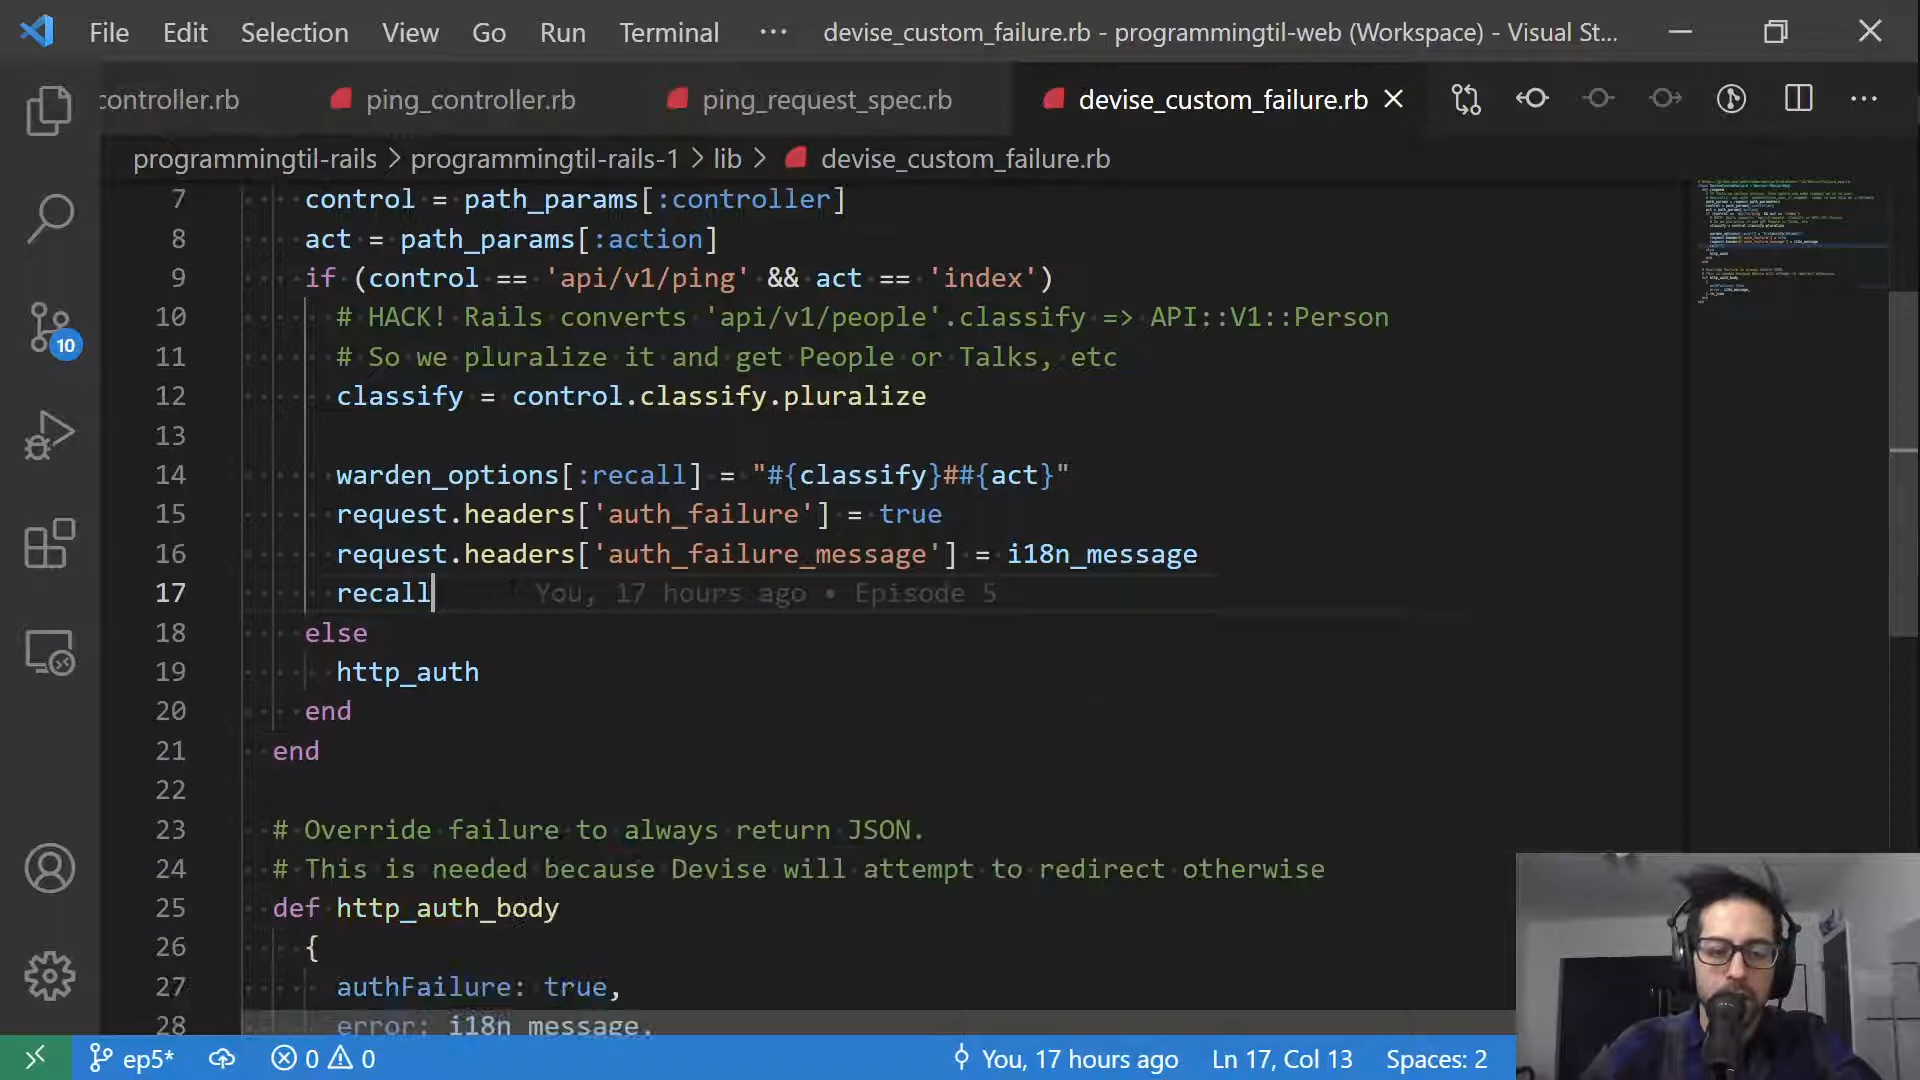 File Edit Selection View Go Run Terminal ··· devise_custom_failure.rb - programmingtil-web (Workspace) - Visual St...
controller.rb ping_controller.rb ping_request_spec.rb devise_custom_failure.rb
programmingtil-rails > programmingtil-rails-1 > lib > devise_custom_failure.rb
7 control = path_params[:controller]
8 act = path_params[:action]
9 if (control == 'api/v1/ping' && act == 'index')
10 # HACK! Rails converts 'api/v1/people'.classify => API::V1::Person
11 # So we pluralize it and get People or Talks, etc
12 classify = control.classify.pluralize
13
14 warden_options[:recall] = "#{classify}##{act}"
15 request.headers['auth_failure'] = true
16 request.headers['auth_failure_message'] = i18n_message
17 recall You, 17 hours ago • Episode 5
18 else
19 http_auth
20 end
21 end
22
23 # Override failure to always return JSON.
24 # This is needed because Devise will attempt to redirect otherwise
25 def http_auth_body
26 {
27 authFailure: true,
28 error: i18n_message,
10
ep5* 0 0 You, 17 hours ago Ln 17, Col 13 Spaces: 2